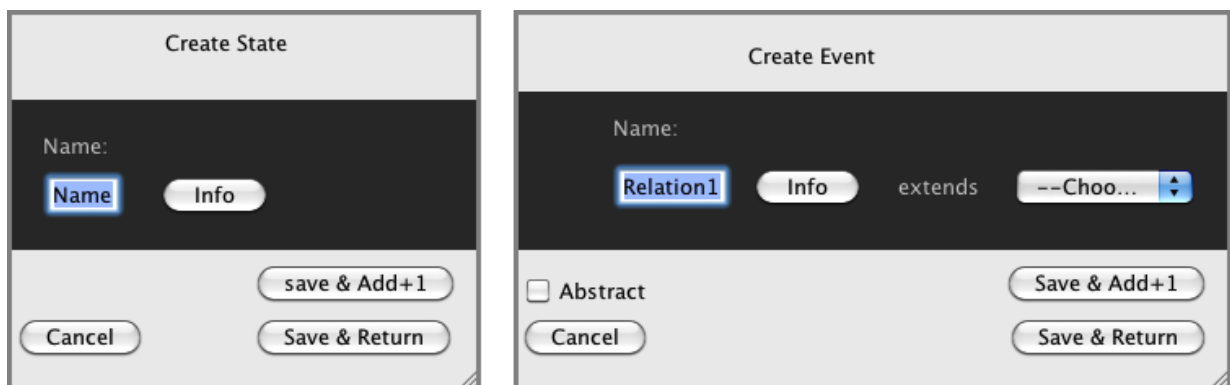 Create State
Name:
Name Info
save & Add+1
Cancel Save & Return
Create Event
Name:
Relation1 Info extends --Choo...
Abstract Save & Add+1
Cancel Save & Return